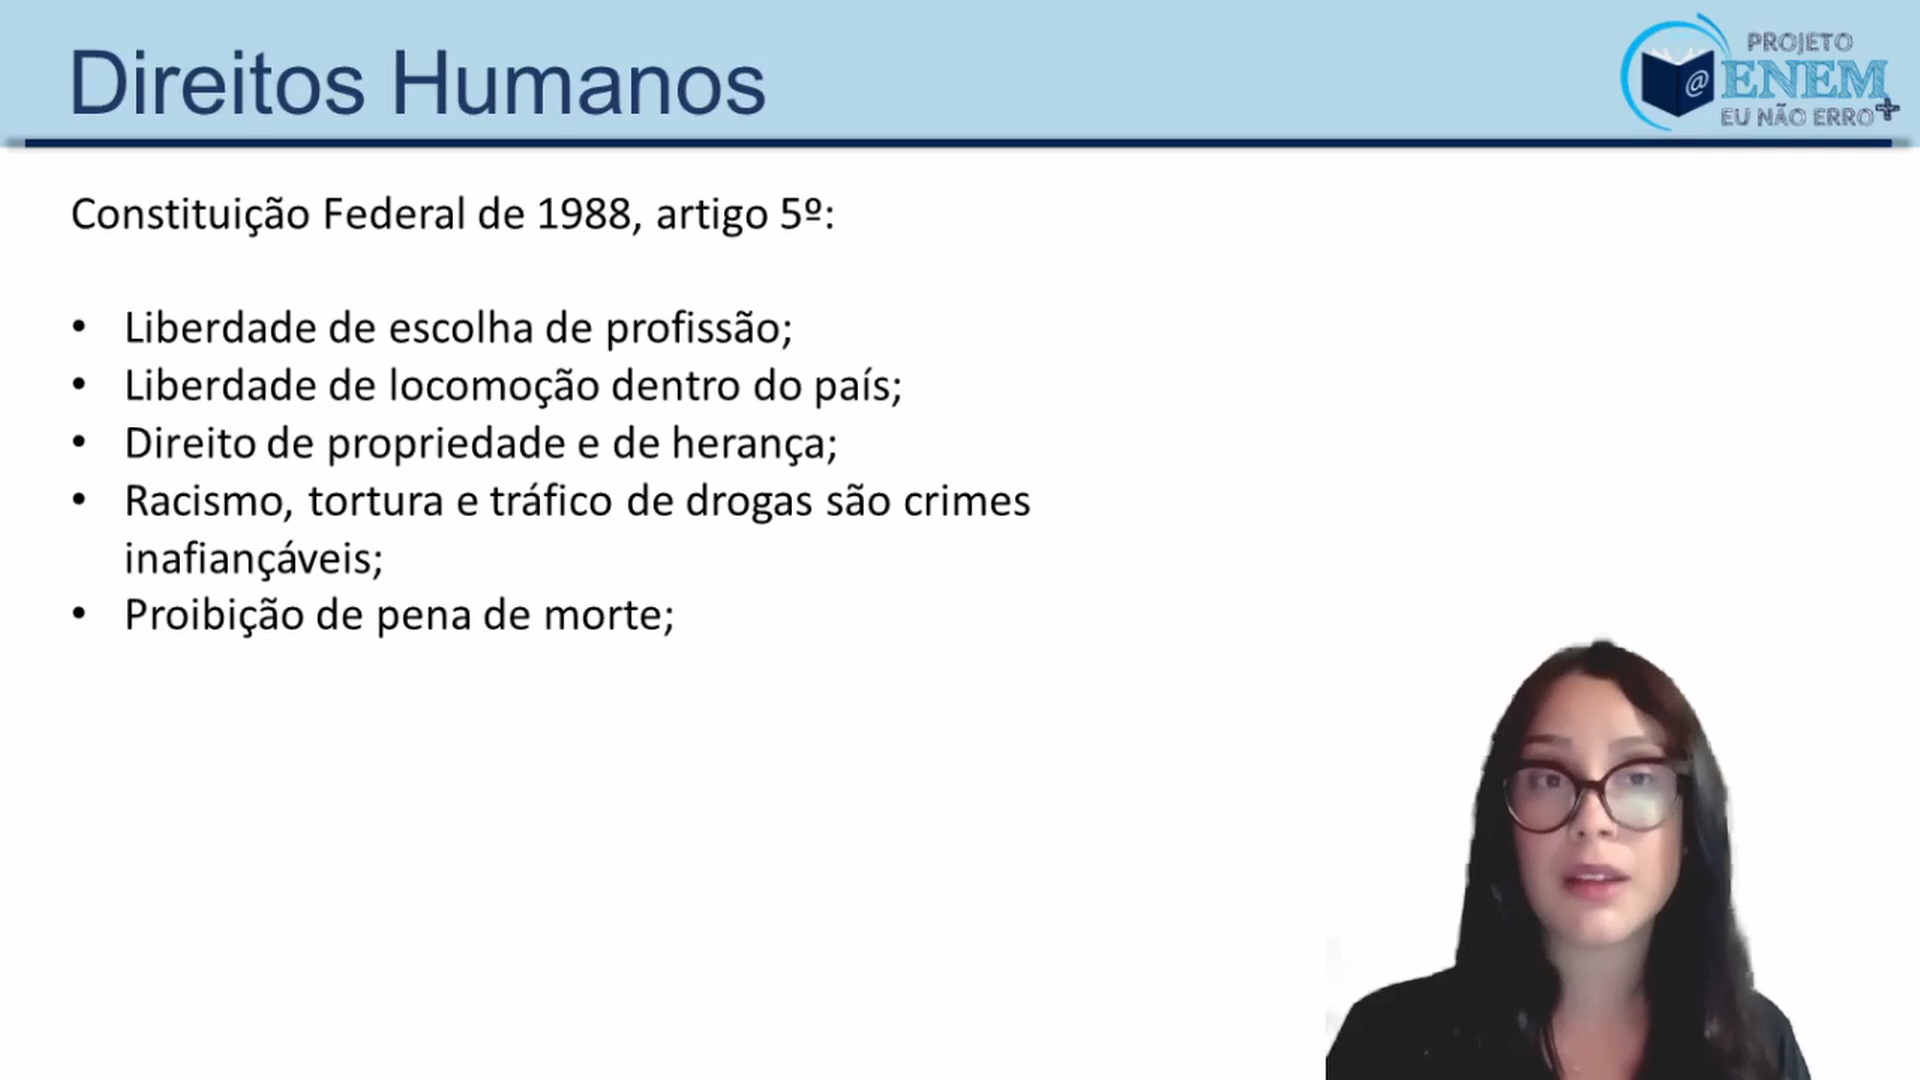 Direitos Humanos
PROJETO
@ENEM
EU NÃO ERRO+
Constituição Federal de 1988, artigo 5º:
• Liberdade de escolha de profissão;
• Liberdade de locomoção dentro do país;
• Direito de propriedade e de herança;
• Racismo, tortura e tráfico de drogas são crimes
inafiançáveis;
• Proibição de pena de morte;